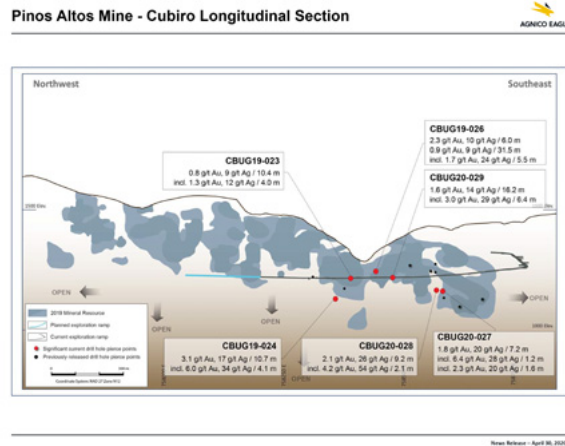 Pinos Altos Mine - Cubiro Longitudinal Section
AGNICO EAGLE
Northwest
Southeast
CBUG19-026
2.3 g/t Au, 10 g/t Ag / 6.0 m
0.9 g/t Au, 9 g/t Ag / 31.5 m
incl. 1.7 g/t Au, 24 g/t Ag / 5.5 m
CBUG19-023
0.8 g/t Au, 9 g/t Ag / 10.4 m
incl. 1.3 g/t Au, 12 g/t Ag / 4.0 m
CBUG20-029
1.6 g/t Au, 14 g/t Ag / 16.2 m
incl. 3.0 g/t Au, 29 g/t Ag / 6.4 m
OPEN
OPEN
OPEN
OPEN
OPEN
2019 Mineral Resource
Planned exploration ramp
Current exploration ramp
Significant current drill hole pierce points
Previously released drill hole pierce points
CBUG19-024
3.1 g/t Au, 17 g/t Ag / 10.7 m
incl. 6.0 g/t Au, 34 g/t Ag / 4.1 m
CBUG20-028
2.1 g/t Au, 26 g/t Ag / 9.2 m
incl. 4.2 g/t Au, 54 g/t Ag / 2.1 m
CBUG20-027
1.8 g/t Au, 20 g/t Ag / 7.2 m
incl. 6.4 g/t Au, 28 g/t Ag / 1.2 m
incl. 2.3 g/t Au, 20 g/t Ag / 1.6 m
News Release – April 30, 2020